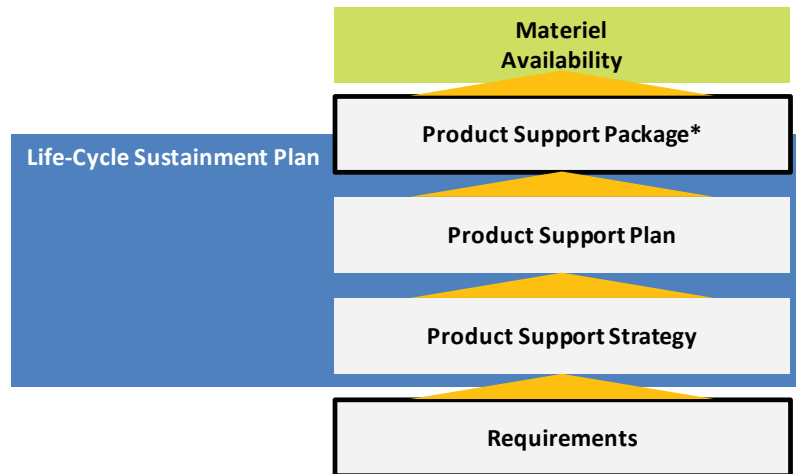 Materiel
Availability
Product Support Package*
Life-Cycle Sustainment Plan
Product Support Plan
Product Support Strategy
Requirements